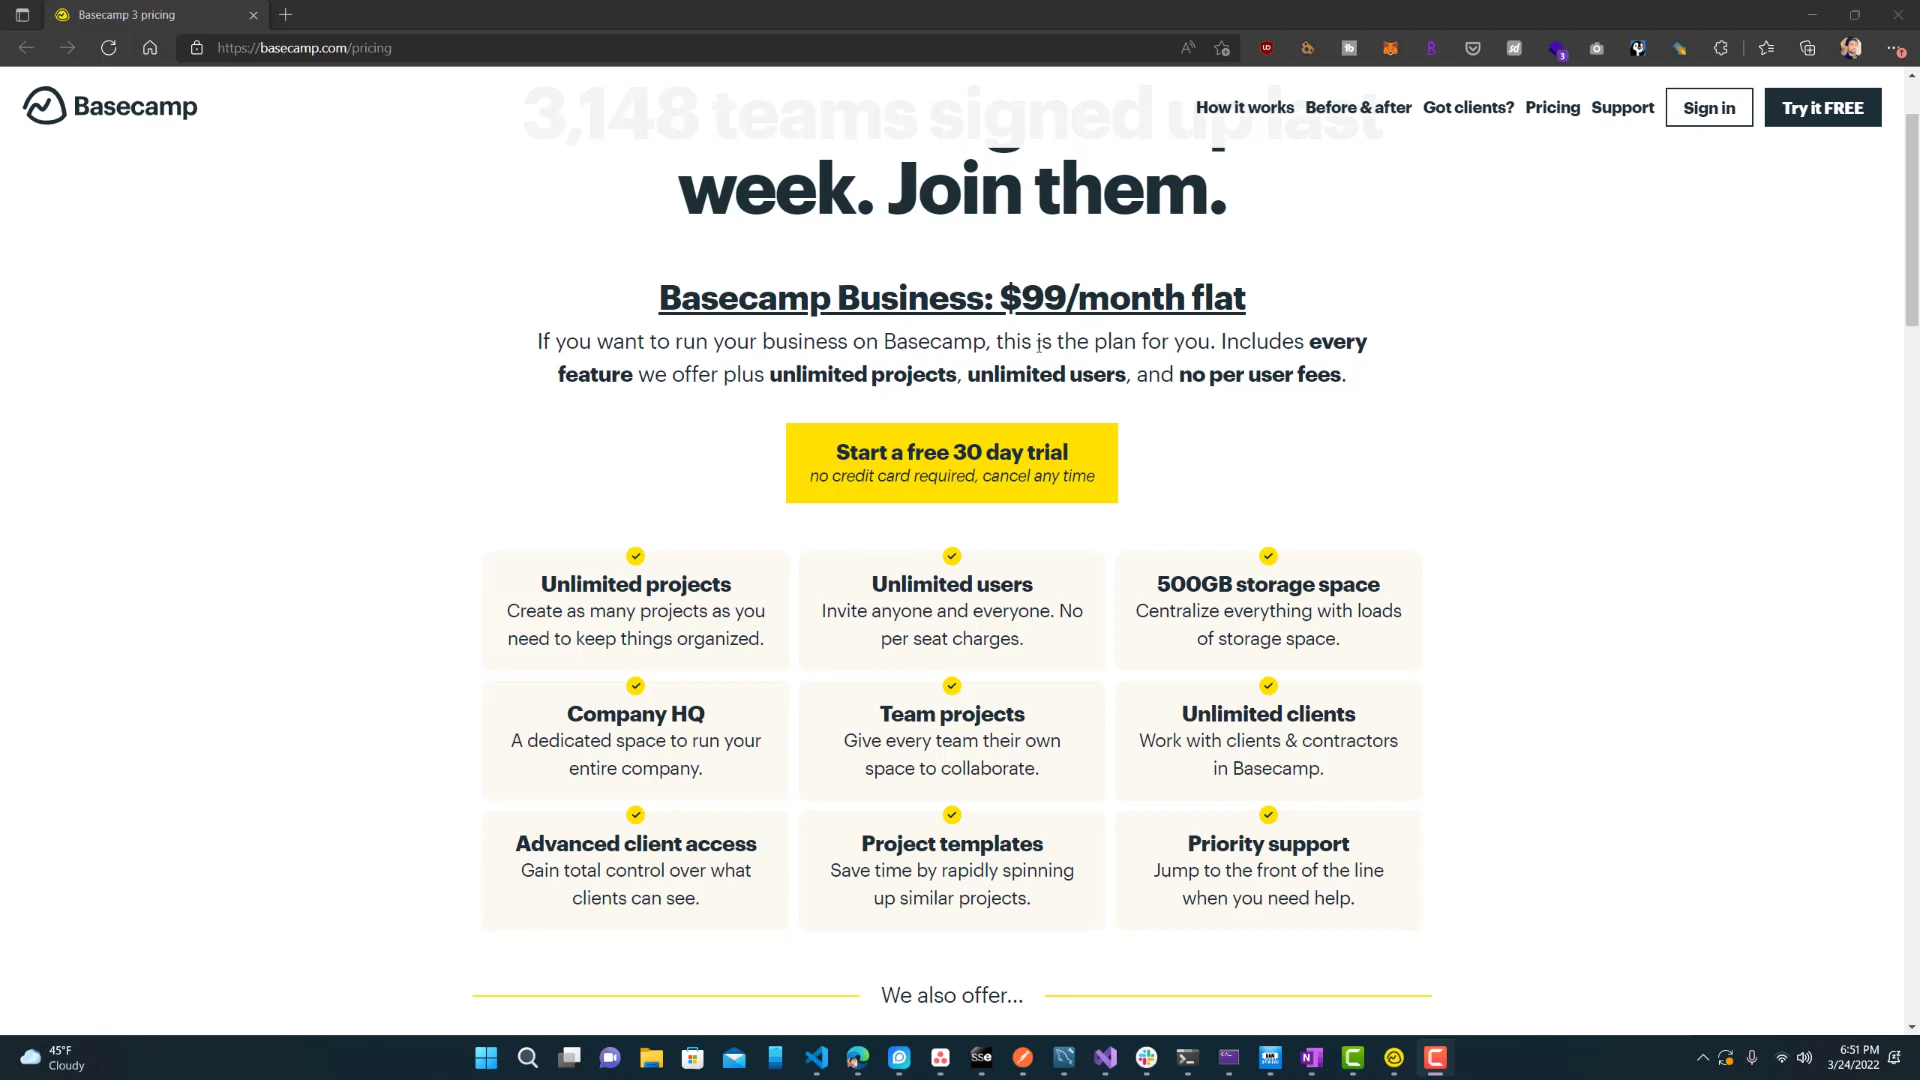 Basecamp 3 pricing
https://basecamp.com/pricing
3
Basecamp
How it works Before & after Got clients? Pricing Support Sign in Try it FREE
3,148 teams signed up last
week. Join them.
Basecamp Business: $99/month flat
If you want to run your business on Basecamp, this is the plan for you. Includes every
feature we offer plus unlimited projects, unlimited users, and no per user fees.
Start a free 30 day trial
no credit card required, cancel any time
Unlimited projects
Create as many projects as you
need to keep things organized.
Unlimited users
Invite anyone and everyone. No
per seat charges.
500GB storage space
Centralize everything with loads
of storage space.
Company HQ
A dedicated space to run your
entire company.
Team projects
Give every team their own
space to collaborate.
Unlimited clients
Work with clients & contractors
in Basecamp.
Advanced client access
Gain total control over what
clients can see.
Project templates
Save time by rapidly spinning
up similar projects.
Priority support
Jump to the front of the line
when you need help.
We also offer...
45°F
Cloudy
SSE
6:51 PM
3/24/2022